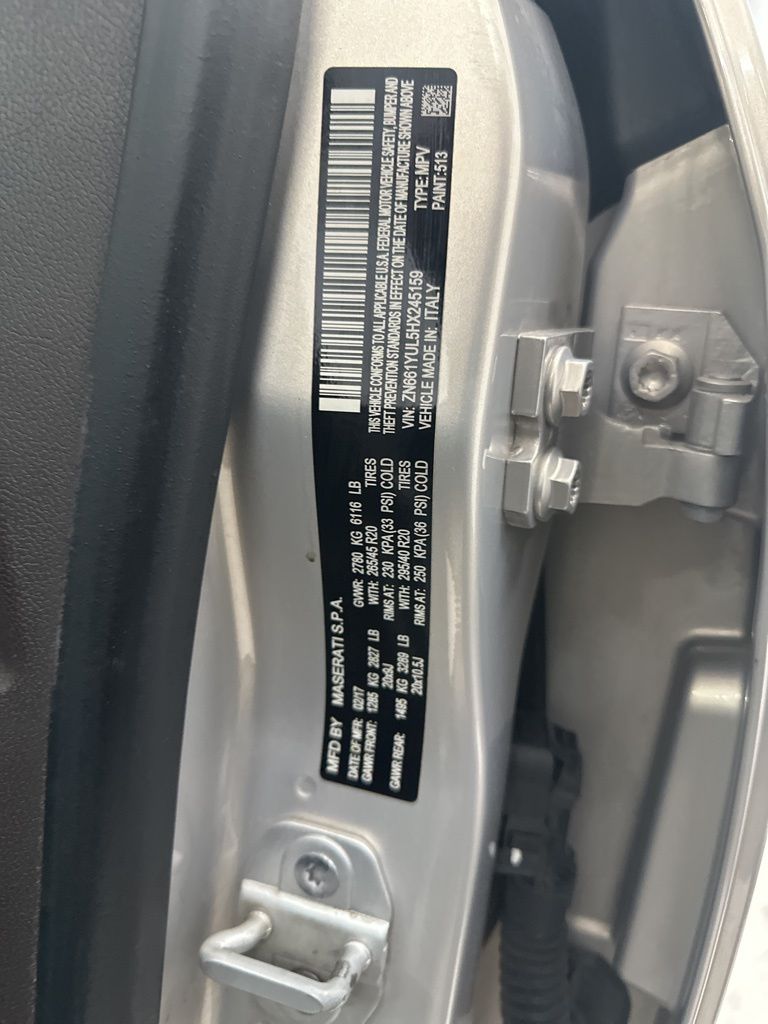 MFD BY MASERATI S.P.A.
DATE OF MFR: 02/17 GVWR: 2780 KG 6116 LB
GAWR FRONT: 1285 KG 2827 LB WITH: 265/45 R20 TIRES
20x9J RIMS AT: 230 KPA (33 PSI) COLD
GAWR REAR: 1495 KG 3289 LB WITH: 295/40 R20 TIRES
20x10.5J RIMS AT: 250 KPA (36 PSI) COLD
THIS VEHICLE CONFORMS TO ALL APPLICABLE U.S.A. FEDERAL MOTOR VEHICLE SAFETY, BUMPER AND
THEFT PREVENTION STANDARDS IN EFFECT ON THE DATE OF MANUFACTURE SHOWN ABOVE
VIN: ZN661YUL5HX245159 TYPE: MPV
VEHICLE MADE IN: ITALY PAINT: 513